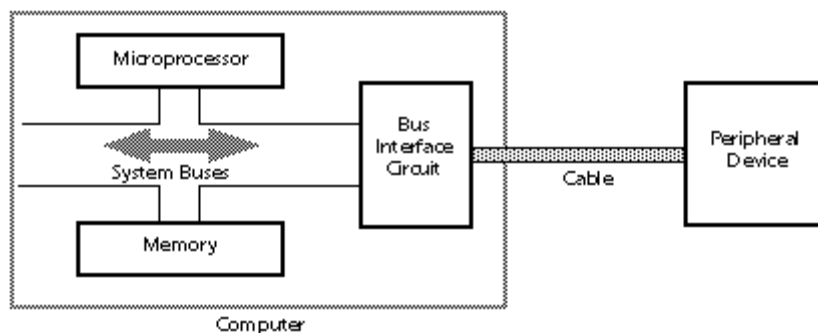 Microprocessor
Bus
Interface
Circuit
Peripheral
Device
System Buses
Cable
Memory
Computer